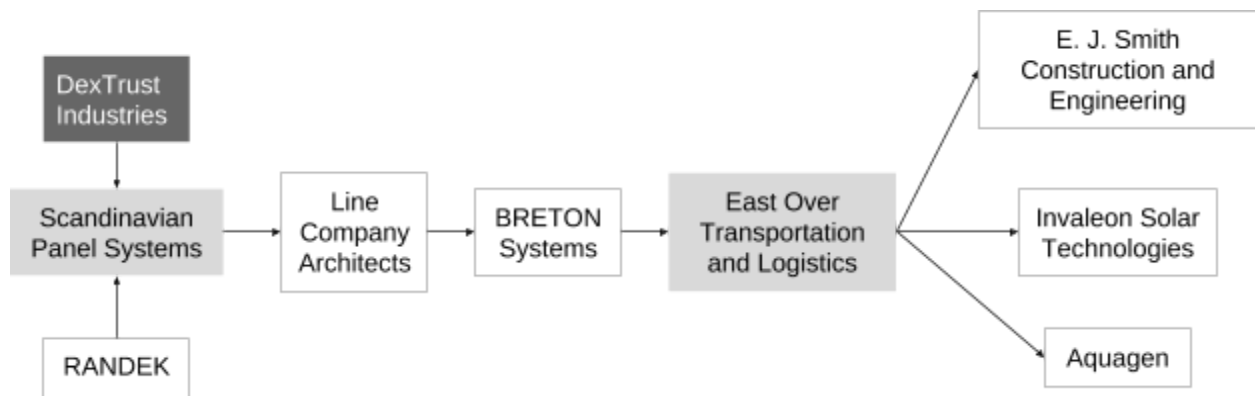 DexTrust
Industries
Scandinavian
Panel Systems
RANDEK
Line
Company
Architects
BRETON
Systems
East Over
Transportation
and Logistics
E. J. Smith
Construction and
Engineering
Invaleon Solar
Technologies
Aquagen